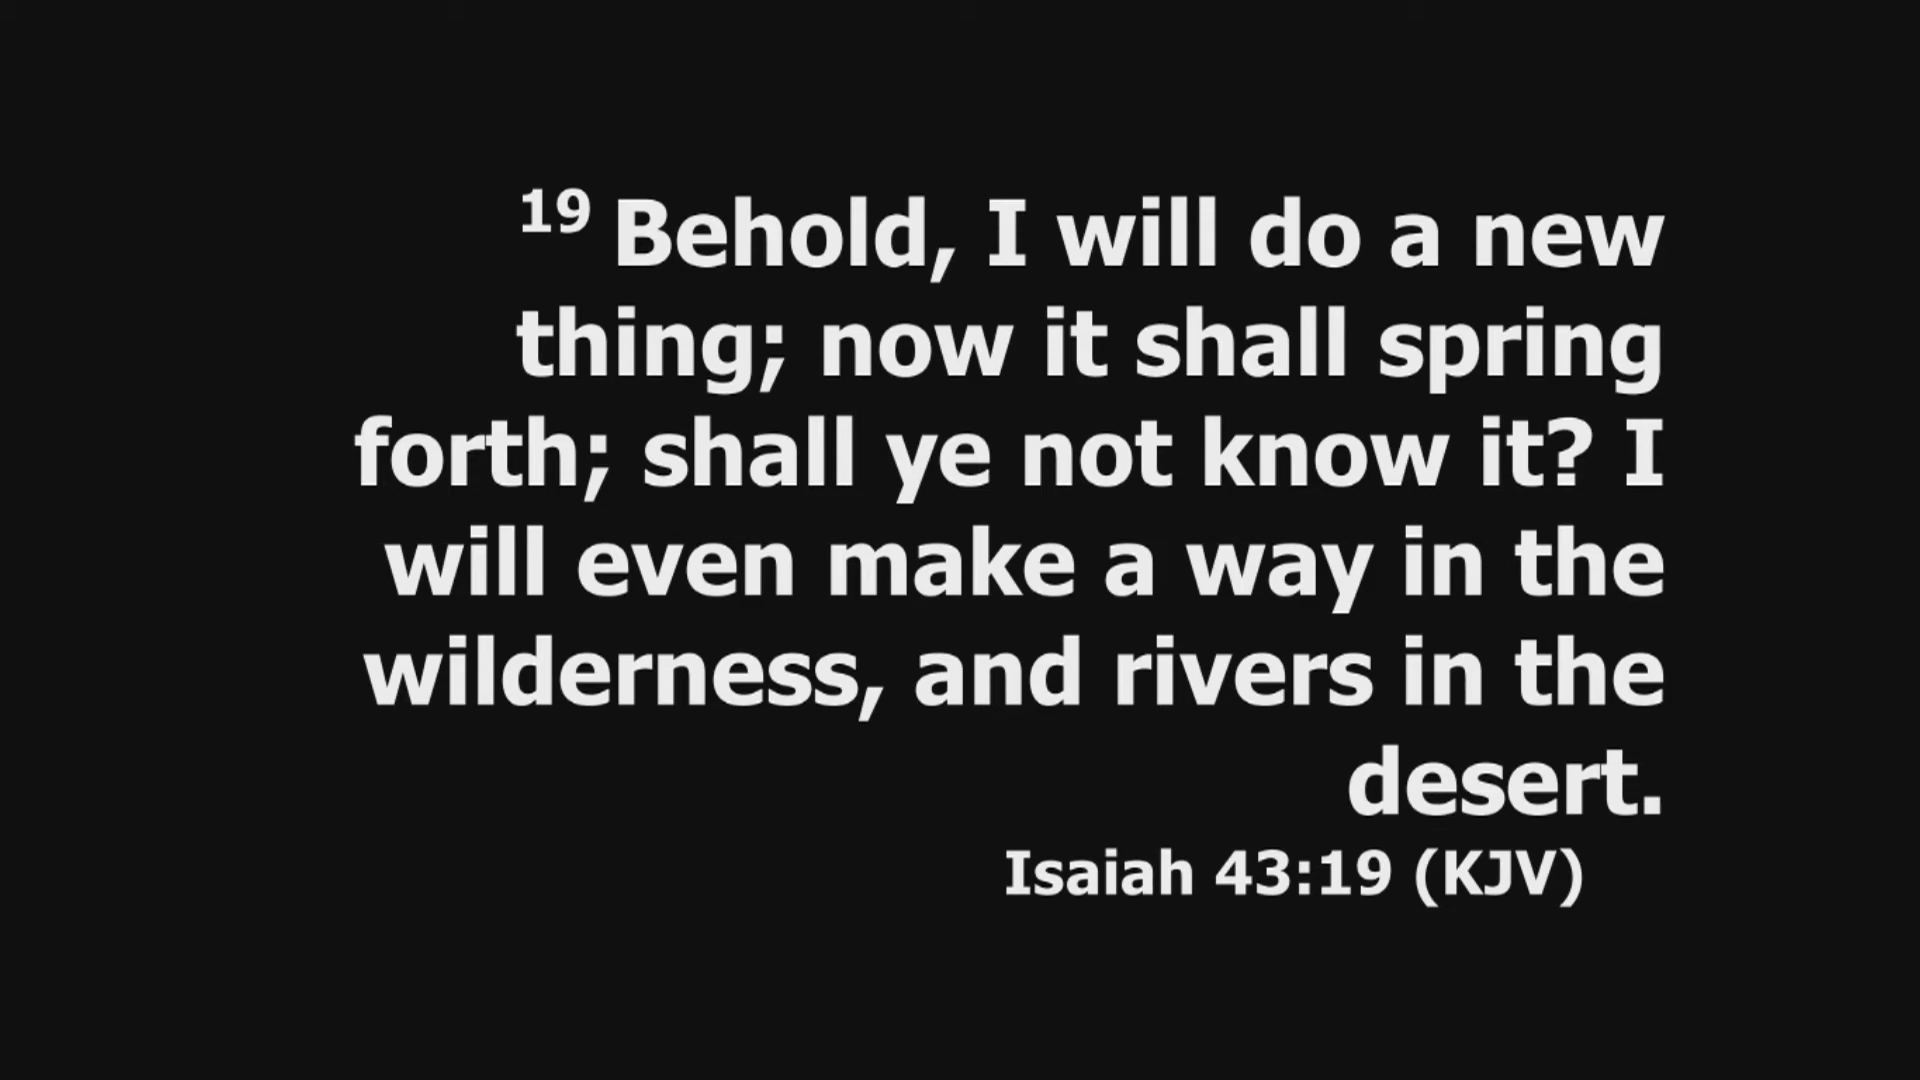 19 Behold, I will do a new
thing; now it shall spring
forth; shall ye not know it? I
will even make a way in the
wilderness, and rivers in the
desert.
Isaiah 43:19 (KJV)